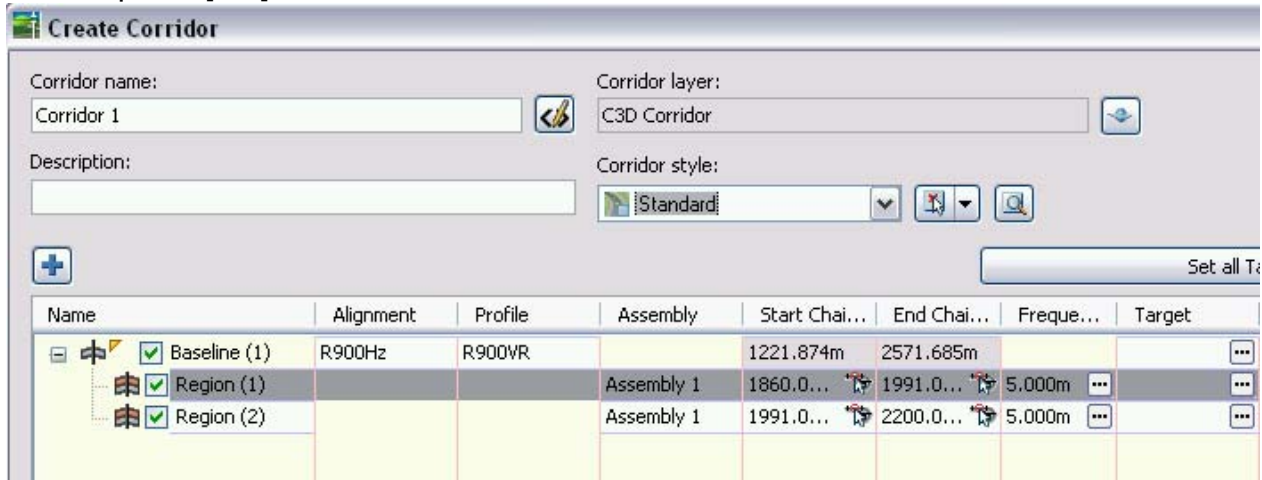 Create Corridor
Corridor name:
Corridor layer:
Corridor 1
C3D Corridor
Description:
Corridor style:
Standard
Set all Ta
Name Alignment Profile Assembly Start Chai... End Chai... Freque... Target
Baseline (1) R900Hz R900VR 1221.874m 2571.685m
Region (1) Assembly 1 1860.0... 1991.0... 5.000m
Region (2) Assembly 1 1991.0... 2200.0... 5.000m